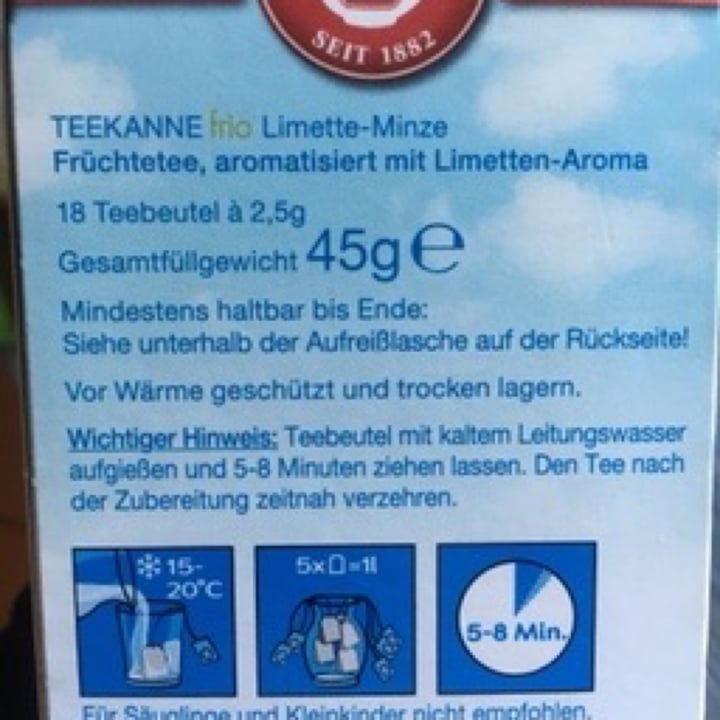 SEIT 1882
TEEKANNE frio Limette-Minze
Früchtetee, aromatisiert mit Limetten-Aroma
18 Teebeutel à 2,5g
Gesamtfüllgewicht 45g ℮
Mindestens haltbar bis Ende:
Siehe unterhalb der Aufreißlasche auf der Rückseite!
Vor Wärme geschützt und trocken lagern.
Wichtiger Hinweis: Teebeutel mit kaltem Leitungswasser
aufgießen und 5-8 Minuten ziehen lassen. Den Tee nach
der Zubereitung zeitnah verzehren.
15-
20°C
5x = 1l
5-8 Min.
Für Säuglinge und Kleinkinder nicht empfohlen.